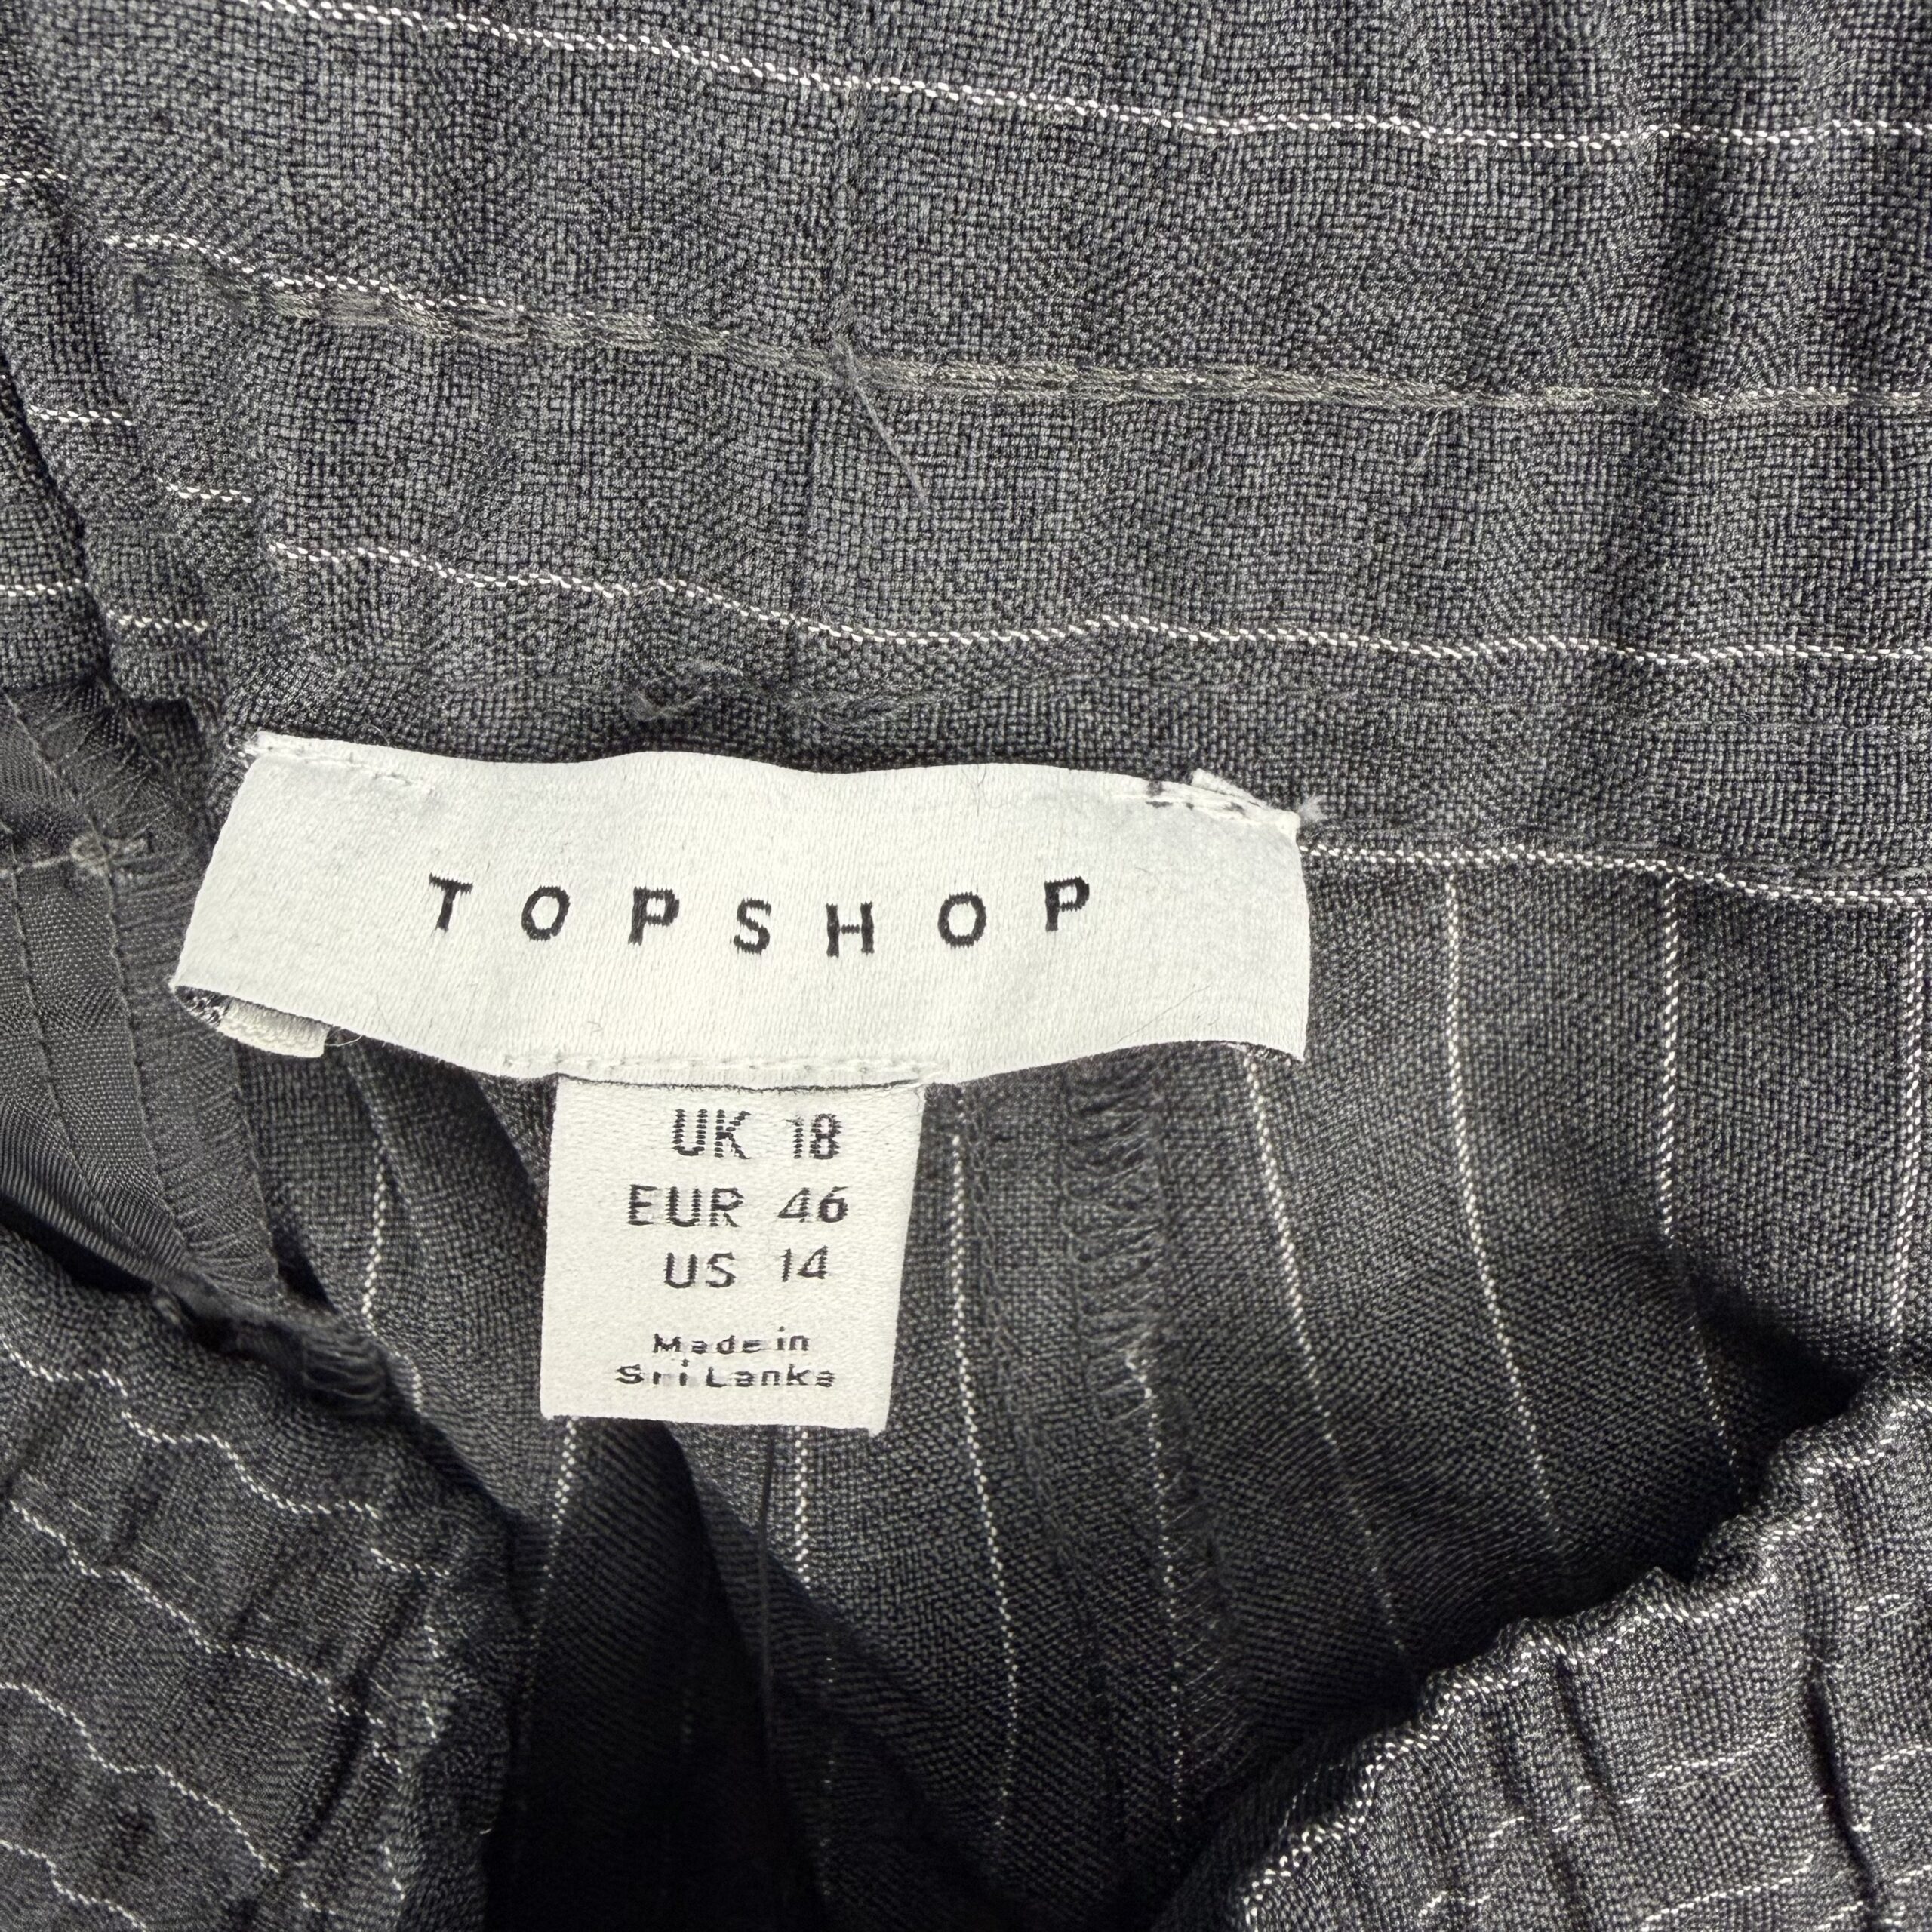 TOPSHOP
UK 18
EUR 46
US 14
Made in
Sri Lanka